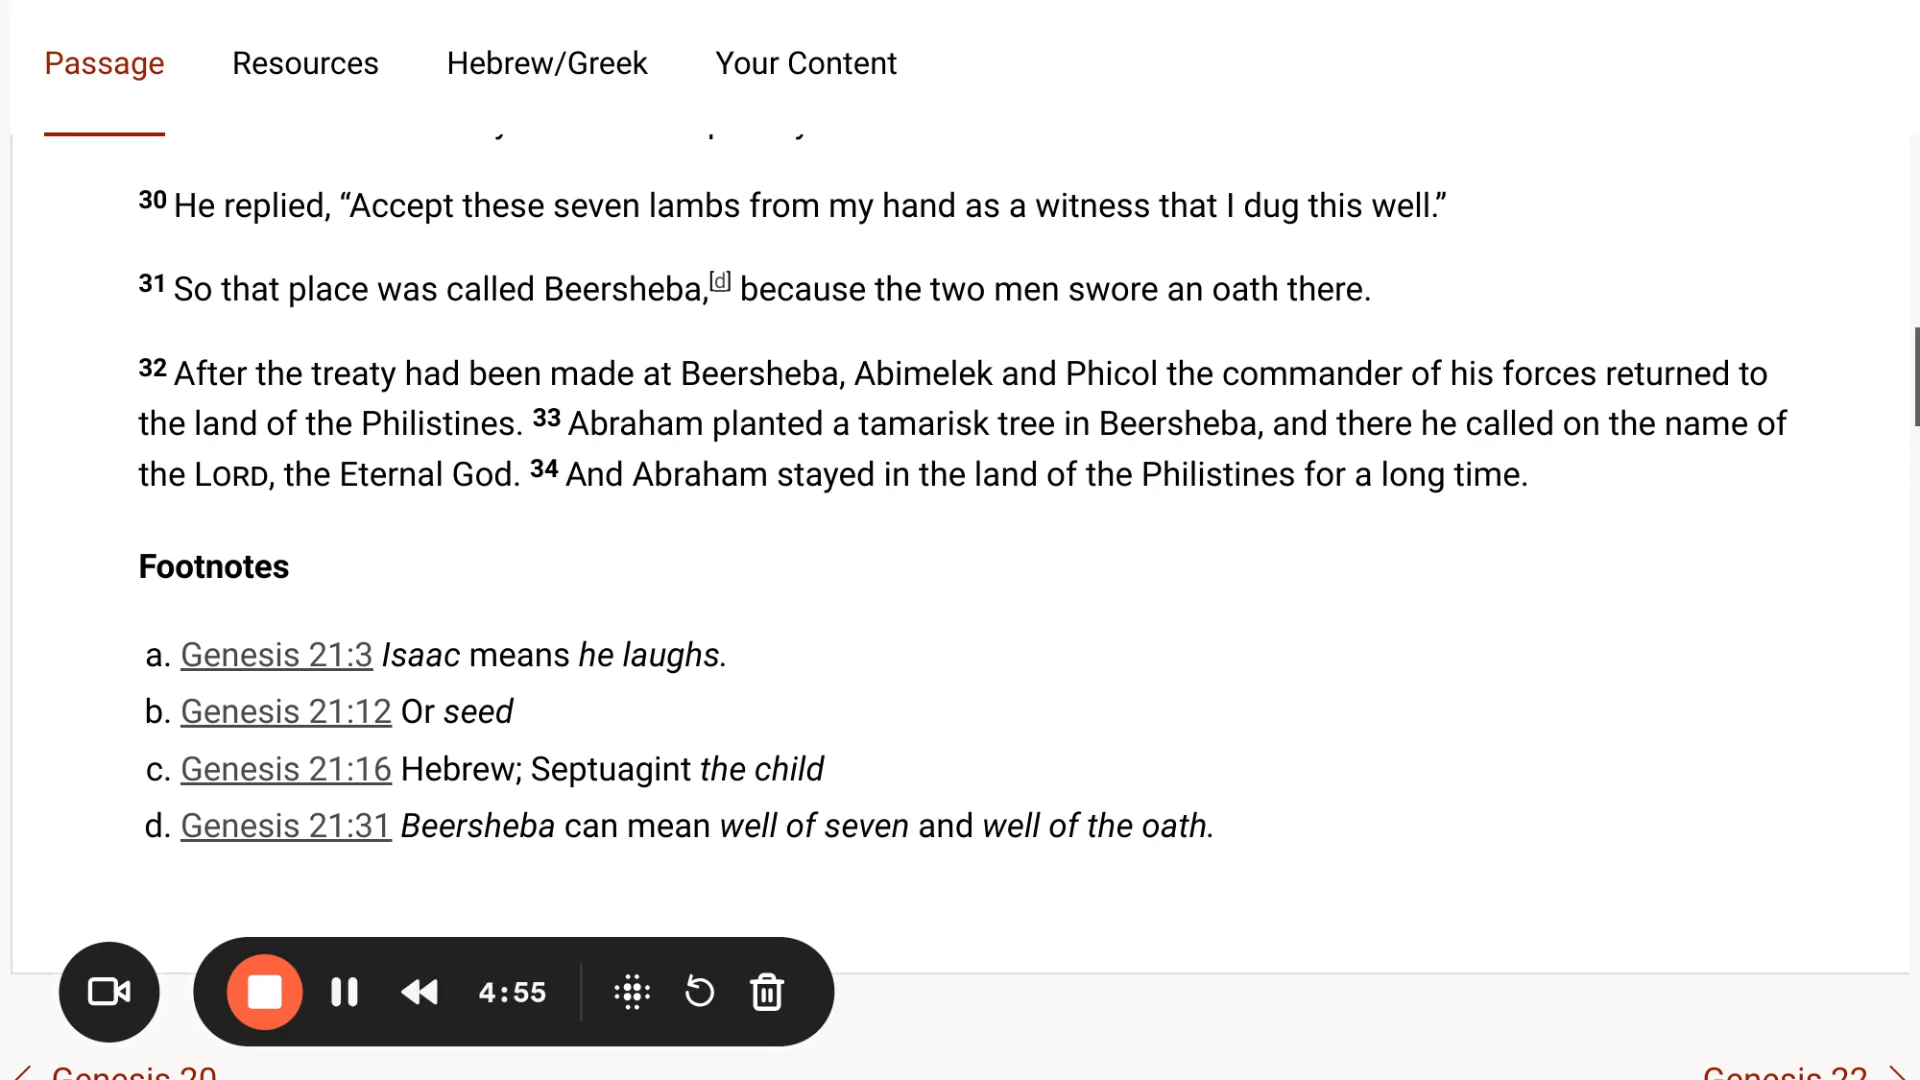 Passage Resources Hebrew/Greek Your Content
30 He replied, “Accept these seven lambs from my hand as a witness that I dug this well.”
31 So that place was called Beersheba,[d] because the two men swore an oath there.
32 After the treaty had been made at Beersheba, Abimelek and Phicol the commander of his forces returned to
the land of the Philistines. 33 Abraham planted a tamarisk tree in Beersheba, and there he called on the name of
the LORD, the Eternal God. 34 And Abraham stayed in the land of the Philistines for a long time.
Footnotes
a. Genesis 21:3 Isaac means he laughs.
b. Genesis 21:12 Or seed
c. Genesis 21:16 Hebrew; Septuagint the child
d. Genesis 21:31 Beersheba can mean well of seven and well of the oath.
4:55
Genesis 20 Genesis 22